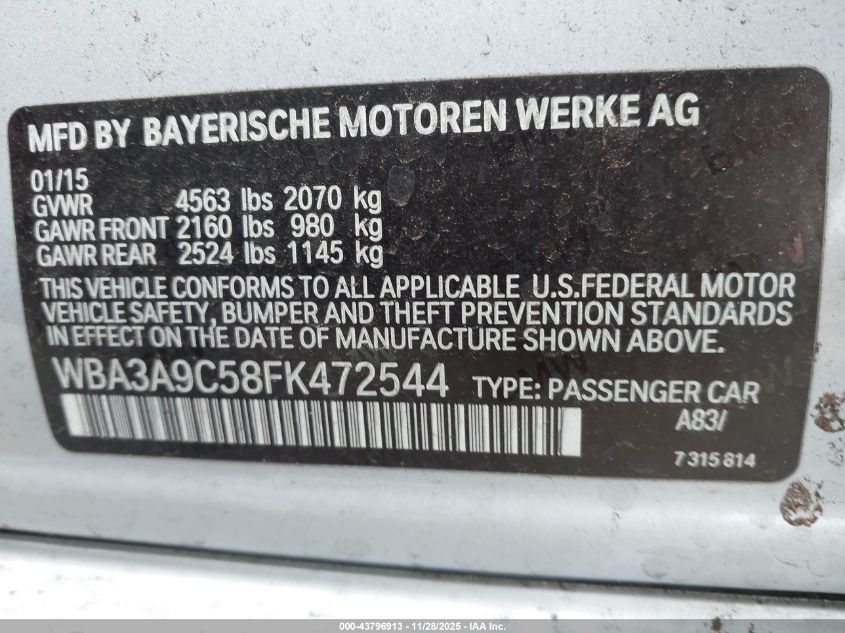 MFD BY BAYERISCHE MOTOREN WERKE AG
01/15
GVWR 4563 lbs 2070 kg
GAWR FRONT 2160 lbs 980 kg
GAWR REAR 2524 lbs 1145 kg
THIS VEHICLE CONFORMS TO ALL APPLICABLE U.S.FEDERAL MOTOR
VEHICLE SAFETY, BUMPER AND THEFT PREVENTION STANDARDS
IN EFFECT ON THE DATE OF MANUFACTURE SHOWN ABOVE.
WBA3A9C58FK472544 TYPE: PASSENGER CAR
A83/
7315814
000-43796913 - 11/28/2025 - IAA Inc.